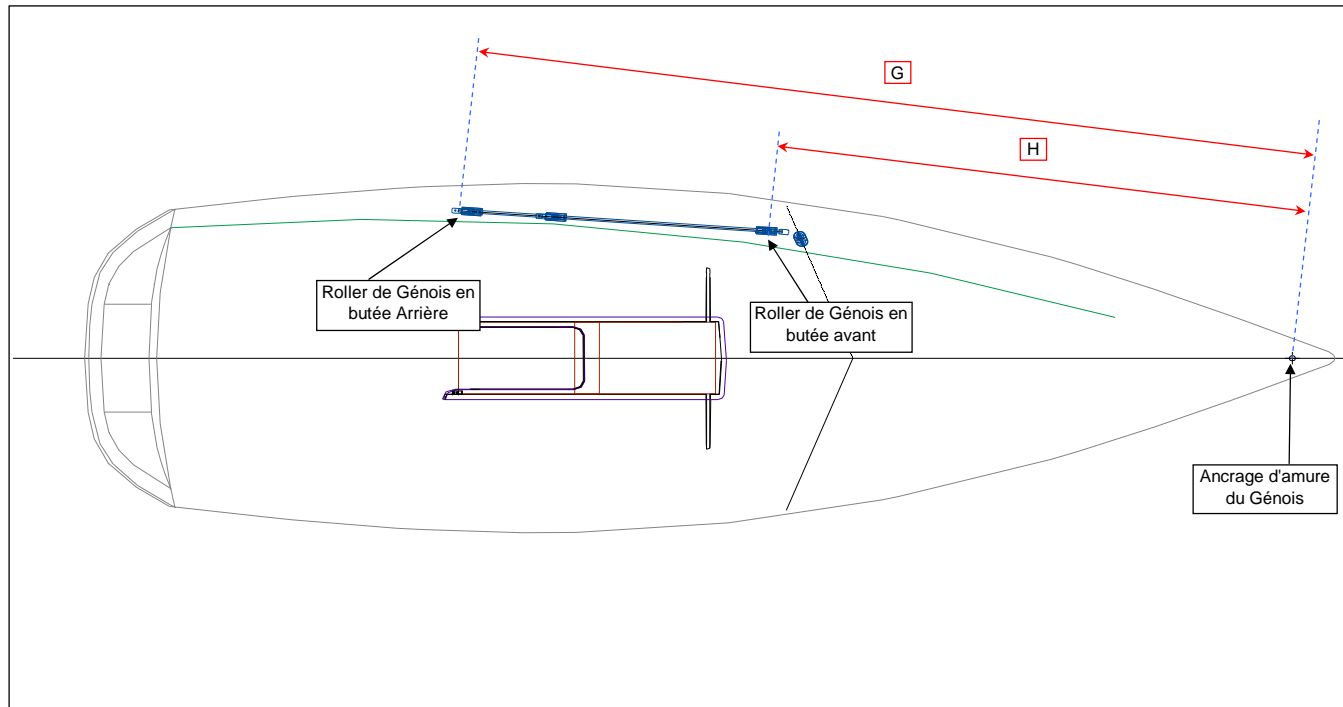 G
H
Roller de Génois en
butée Arrière
Roller de Génois en
butée avant
Ancrage d'amure
du Génois